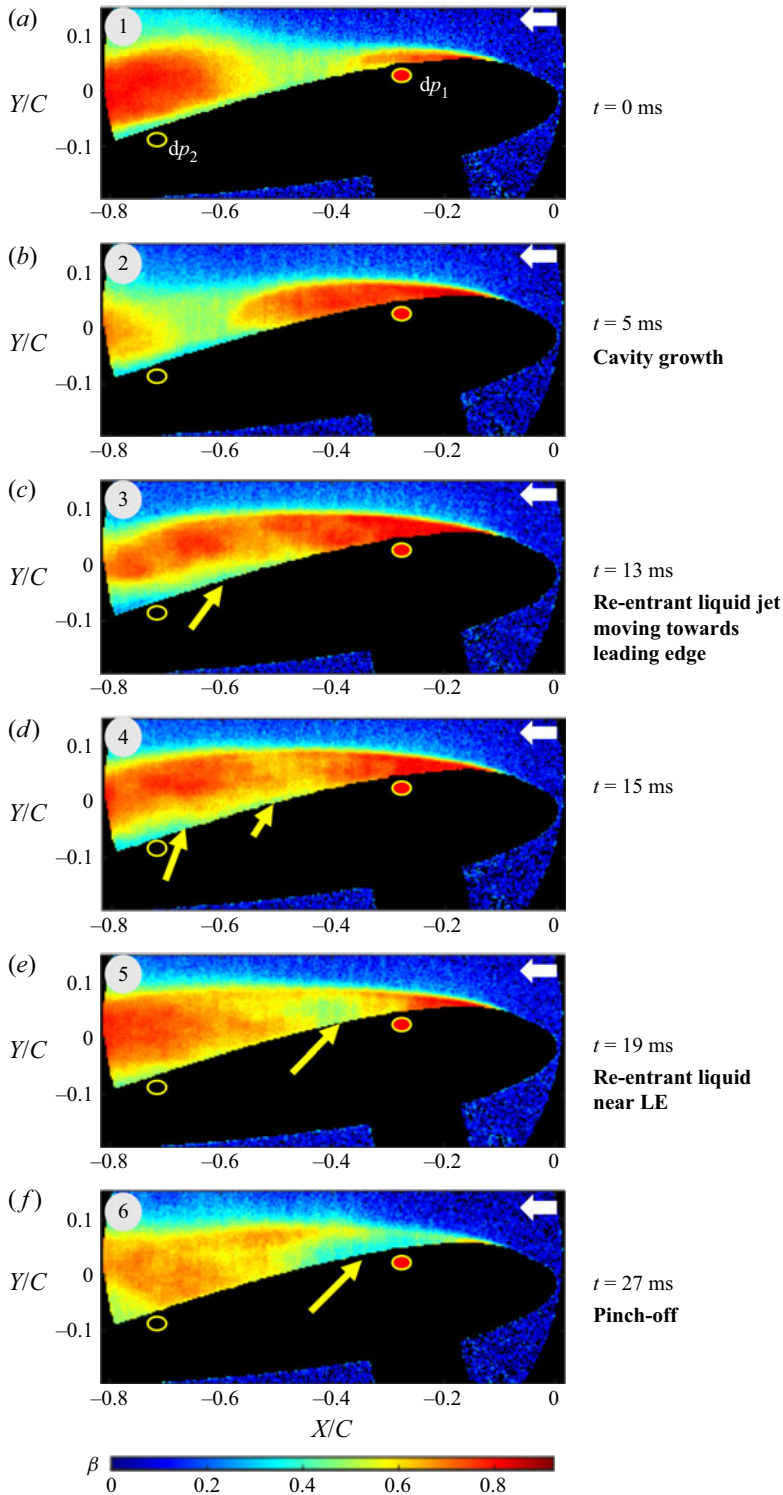 (a)
1
0.1
0
–0.1
Y/C
dp1
dp2
t = 0 ms
–0.8 –0.6 –0.4 –0.2 0
(b)
2
0.1
0
–0.1
Y/C
t = 5 ms
Cavity growth
–0.8 –0.6 –0.4 –0.2 0
(c)
3
0.1
0
–0.1
Y/C
t = 13 ms
Re-entrant liquid jet
moving towards
leading edge
–0.8 –0.6 –0.4 –0.2 0
(d)
4
0.1
0
–0.1
Y/C
t = 15 ms
–0.8 –0.6 –0.4 –0.2 0
(e)
5
0.1
0
–0.1
Y/C
t = 19 ms
Re-entrant liquid
near LE
–0.8 –0.6 –0.4 –0.2 0
(f)
6
0.1
0
–0.1
Y/C
t = 27 ms
Pinch-off
–0.8 –0.6 –0.4 –0.2 0
X/C
β
0 0.2 0.4 0.6 0.8